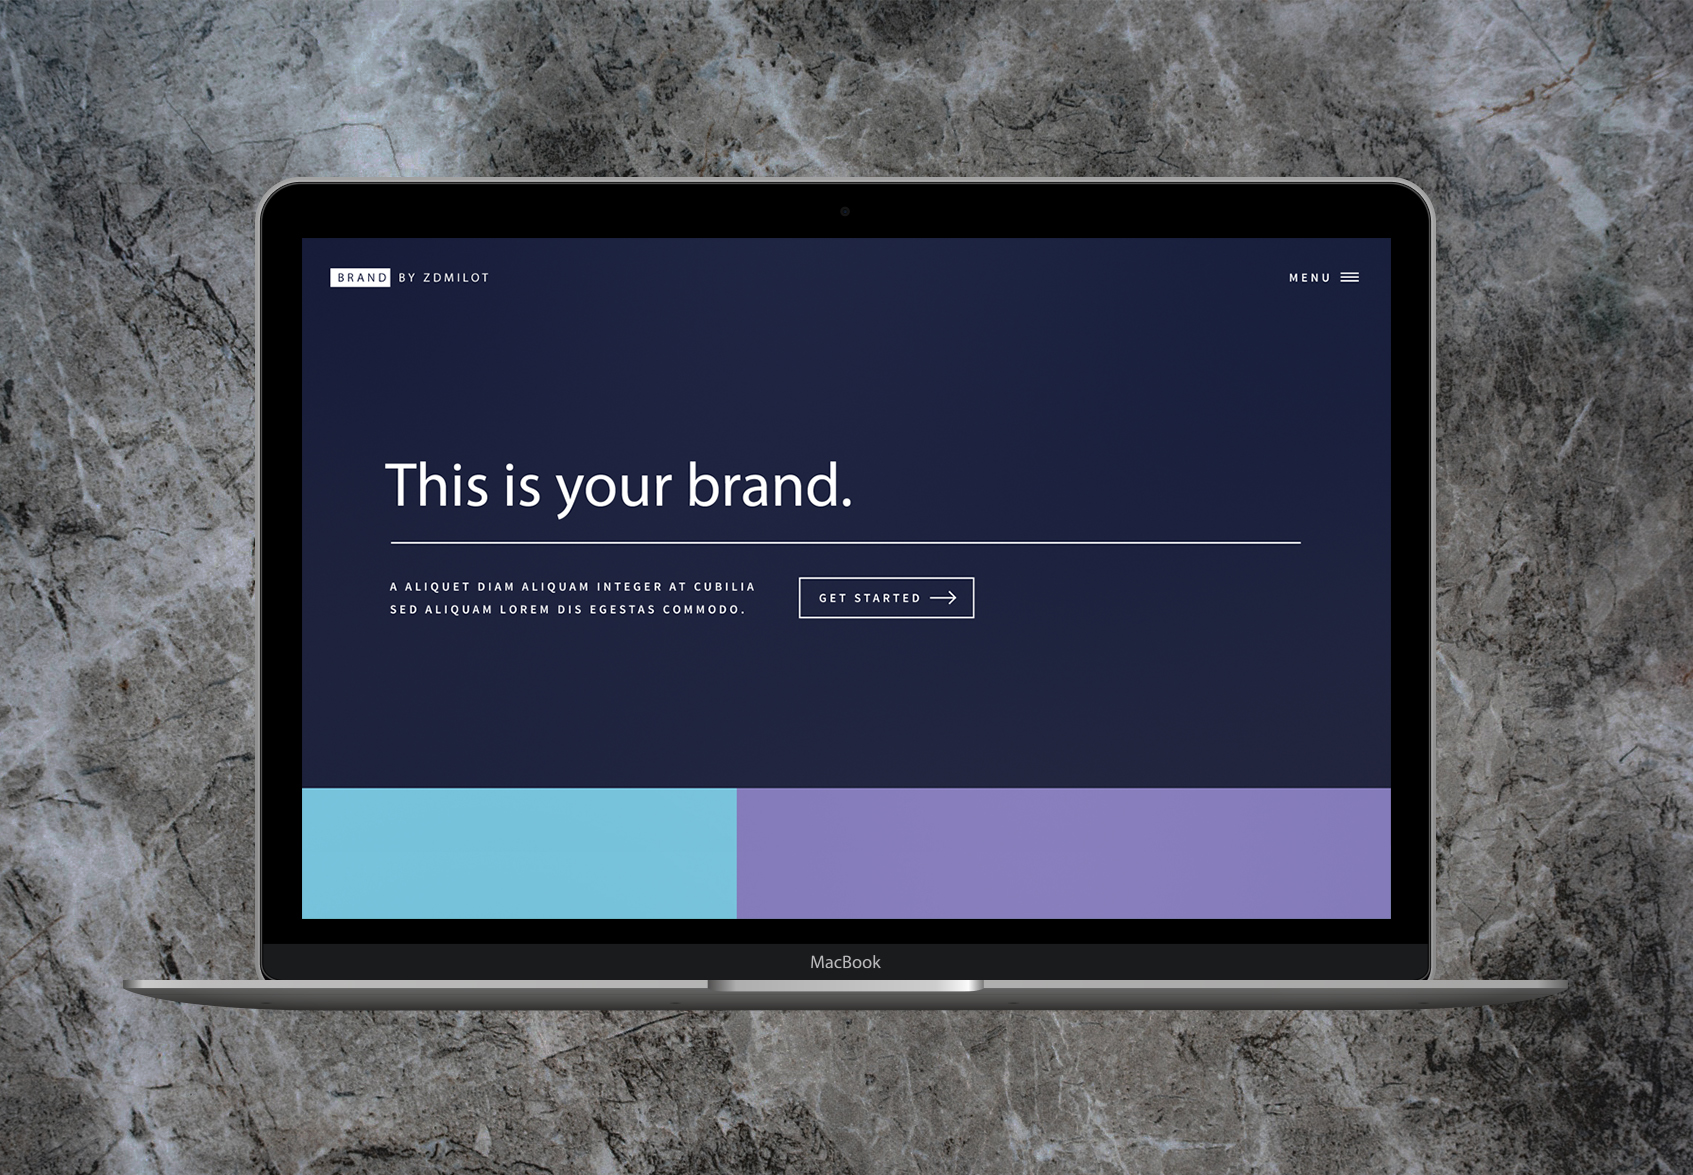 BRAND BY ZDMILOT
MENU
This is your brand.
A ALIQUET DIAM ALIQUAM INTEGER AT CUBILIA
SED ALIQUAM LOREM DIS EGESTAS COMMODO.
GET STARTED
MacBook